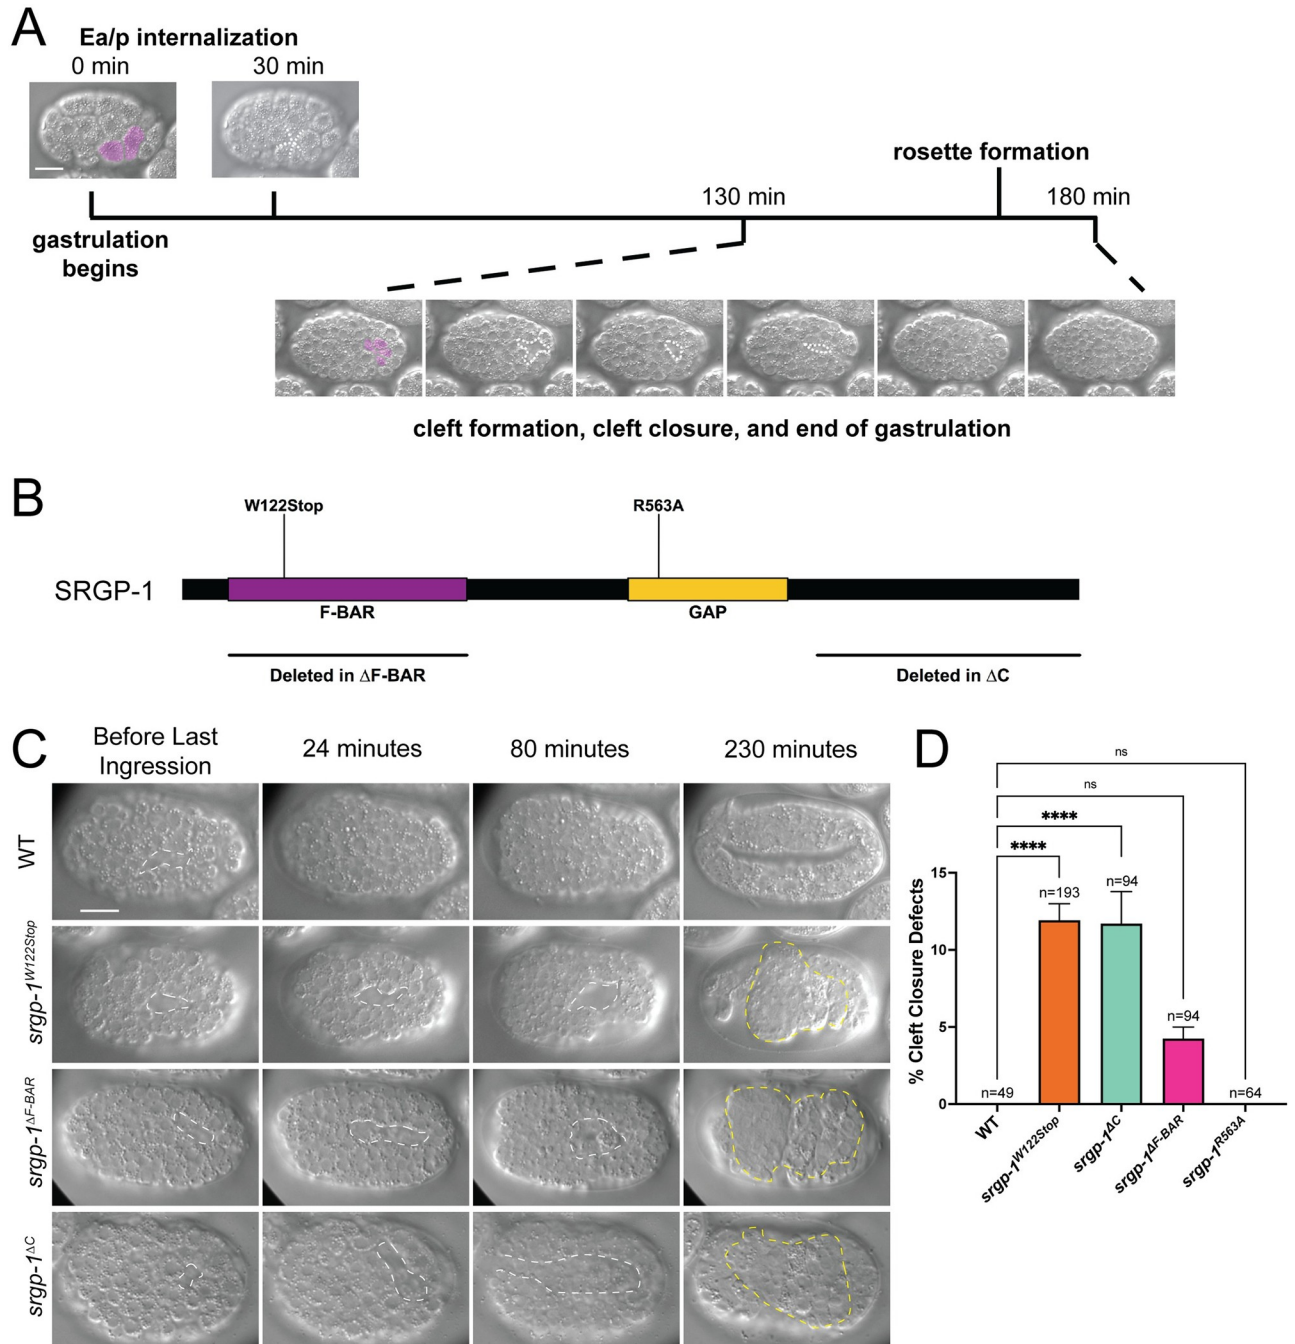 A
Ea/p internalization
0 min
30 min
gastrulation
begins
130 min
rosette formation
180 min
cleft formation, cleft closure, and end of gastrulation
B
W122Stop
R563A
SRGP-1
F-BAR
GAP
Deleted in ΔF-BAR
Deleted in ΔC
C
Before Last
Ingression
24 minutes
80 minutes
230 minutes
WT
srgp-1W122Stop
srgp-1ΔF-BAR
srgp-1ΔC
D
ns
ns
****
****
% Cleft Closure Defects
15
10
5
0
n=49
n=193
n=94
n=94
n=64
WT
srgp-1W122Stop
srgp-1ΔC
srgp-1ΔF-BAR
srgp-1R563A